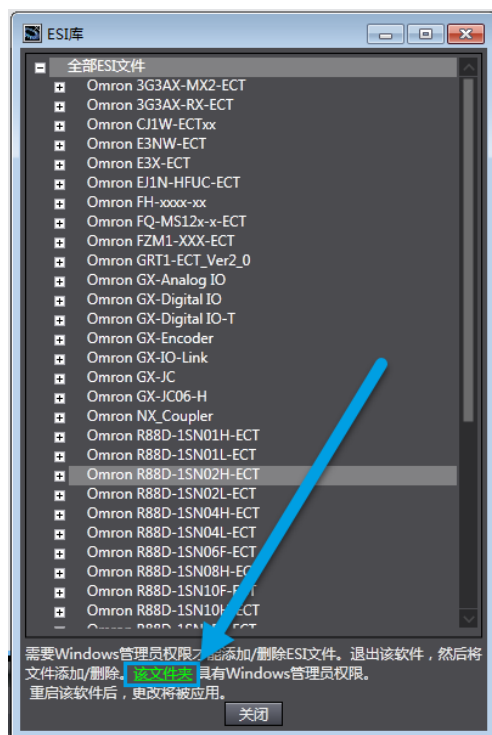 ESI库
全部ESI文件
Omron 3G3AX-MX2-ECT
Omron 3G3AX-RX-ECT
Omron CJ1W-ECTxx
Omron E3NW-ECT
Omron E3X-ECT
Omron EJ1N-HFUC-ECT
Omron FH-xxxx-xx
Omron FQ-MS12x-x-ECT
Omron FZM1-XXX-ECT
Omron GRT1-ECT_Ver2_0
Omron GX-Analog IO
Omron GX-Digital IO
Omron GX-Digital IO-T
Omron GX-Encoder
Omron GX-IO-Link
Omron GX-JC
Omron GX-JC06-H
Omron NX_Coupler
Omron R88D-1SN01H-ECT
Omron R88D-1SN01L-ECT
Omron R88D-1SN02H-ECT
Omron R88D-1SN02L-ECT
Omron R88D-1SN04H-ECT
Omron R88D-1SN04L-ECT
Omron R88D-1SN06F-ECT
Omron R88D-1SN08H-ECT
Omron R88D-1SN10F-ECT
Omron R88D-1SN10H-ECT
需要Windows管理员权限才能添加/删除ESI文件。退出该软件，然后将
文件添加/删除。该文件夹具有Windows管理员权限。
重启该软件后，更改将被应用。
关闭